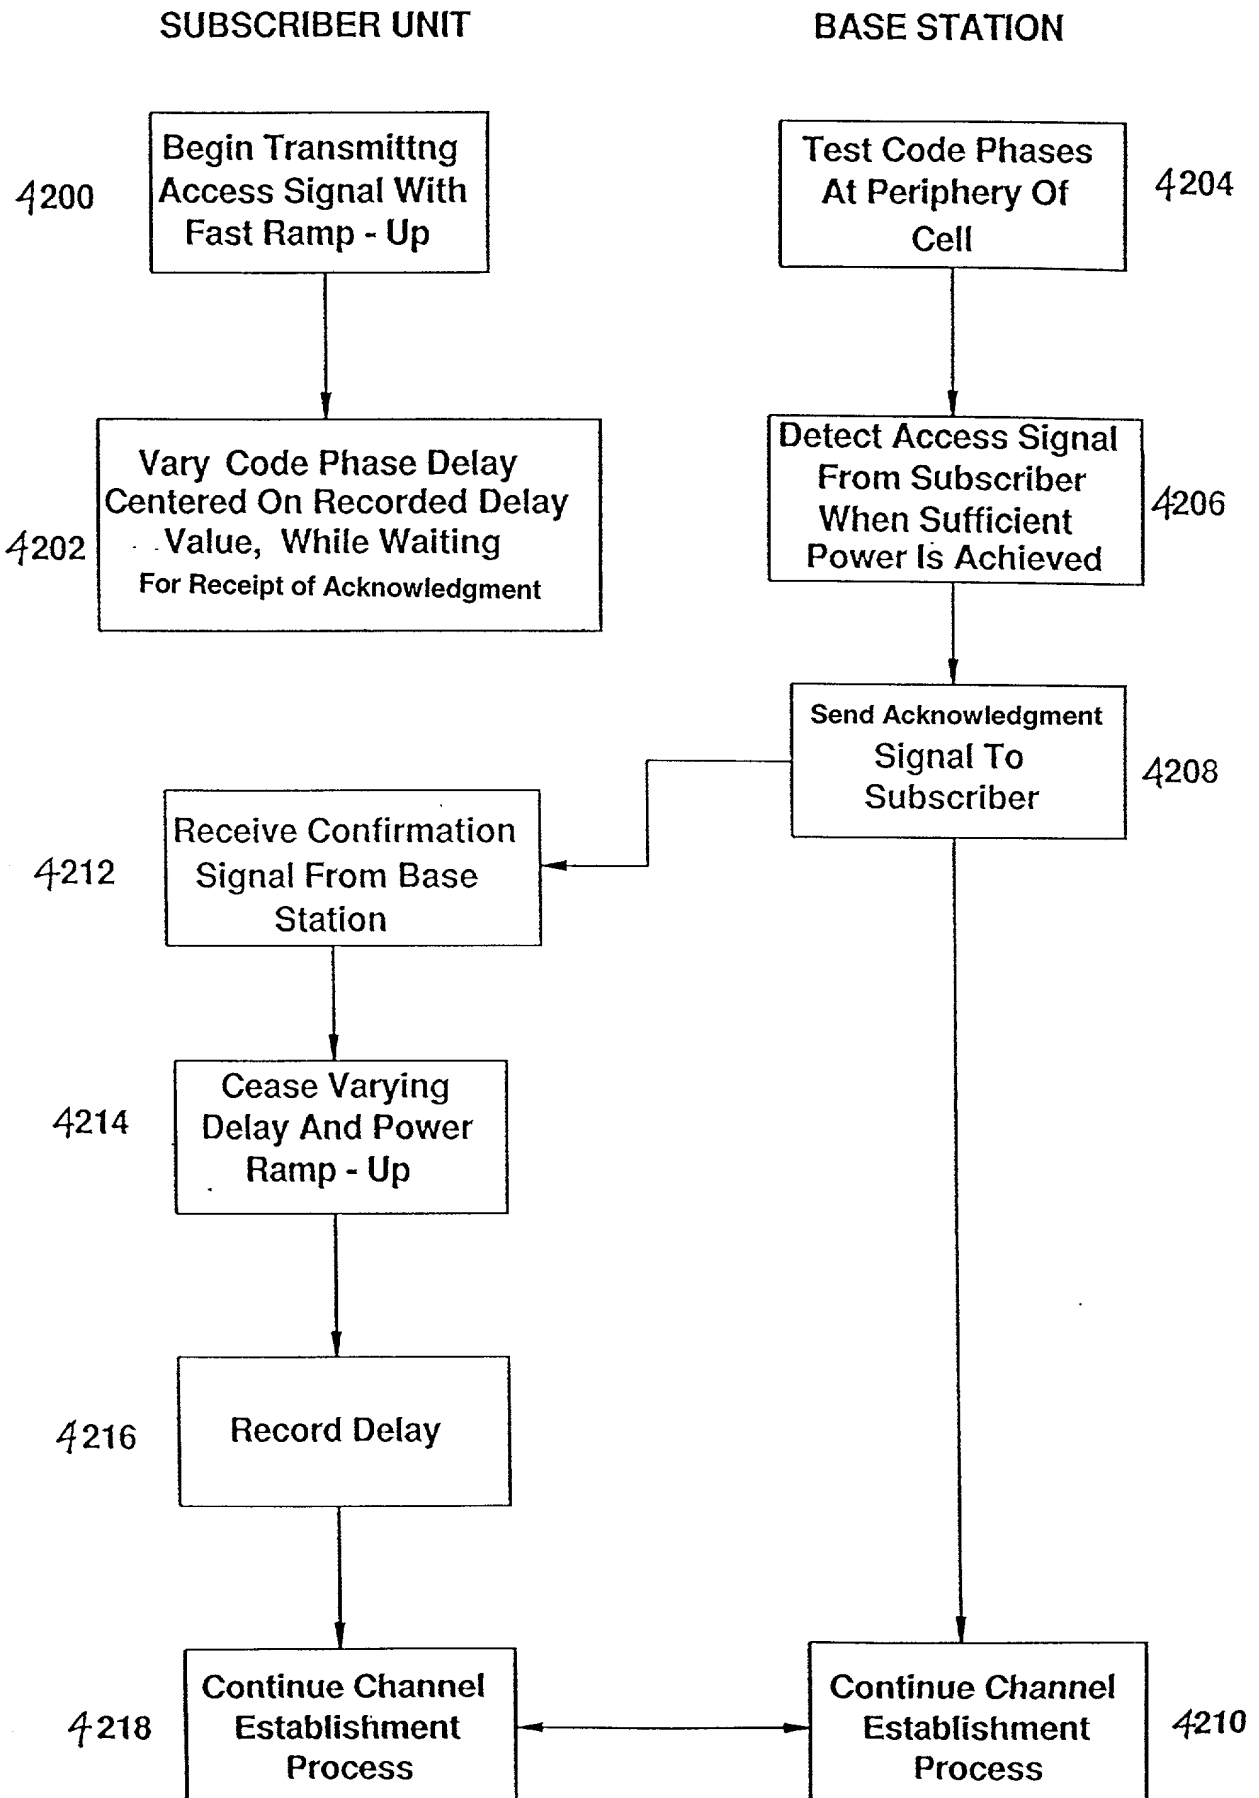 SUBSCRIBER UNIT
BASE STATION
4200
Begin Transmittng
Access Signal With
Fast Ramp - Up
Test Code Phases
At Periphery Of
Cell
4204
4202
Vary Code Phase Delay
Centered On Recorded Delay
Value, While Waiting
For Receipt of Acknowledgment
Detect Access Signal
From Subscriber
When Sufficient
Power Is Achieved
4206
Send Acknowledgment
Signal To
Subscriber
4208
4212
Receive Confirmation
Signal From Base
Station
4214
Cease Varying
Delay And Power
Ramp - Up
4216
Record Delay
4218
Continue Channel
Establishment
Process
Continue Channel
Establishment
Process
4210